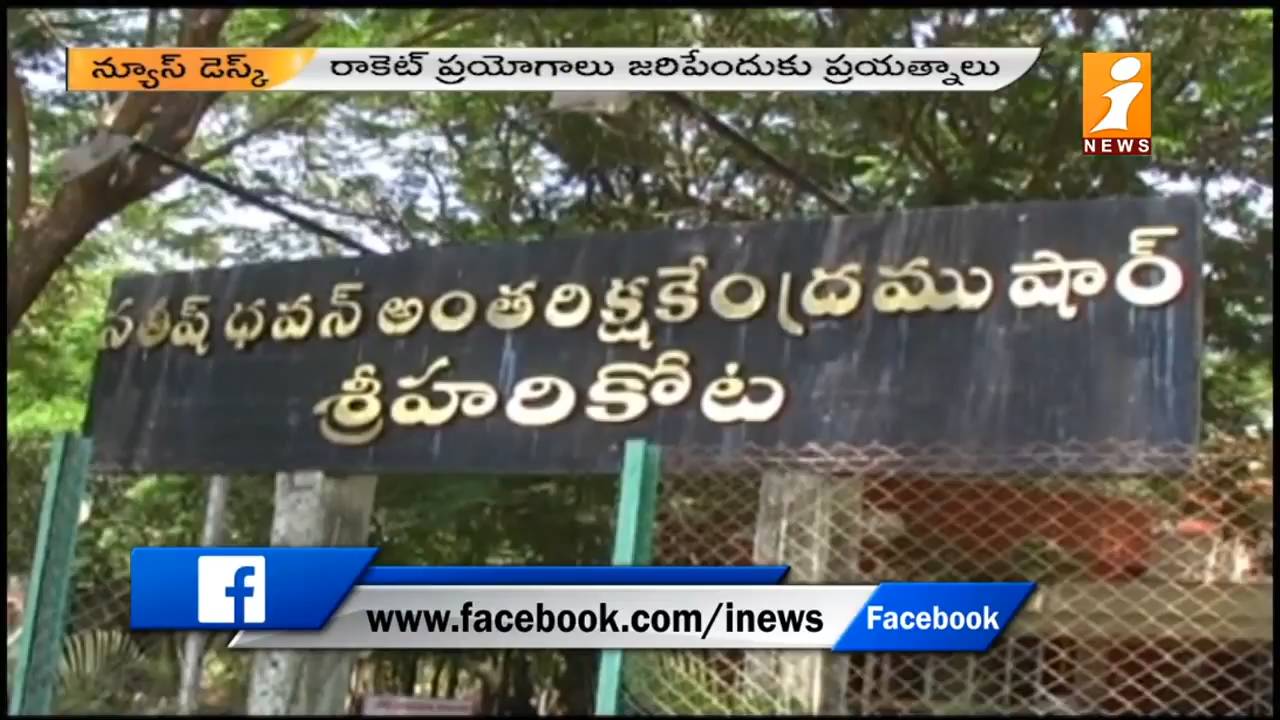 న్యూస్ డెస్క్ రాకెట్ ప్రయోగాలు జరిపేందుకు ప్రయత్నాలు
i
NEWS
సతీష్ ధవన్ అంతరిక్షకేంద్రము షార్
శ్రీహరికోట
f www.facebook.com/inews Facebook